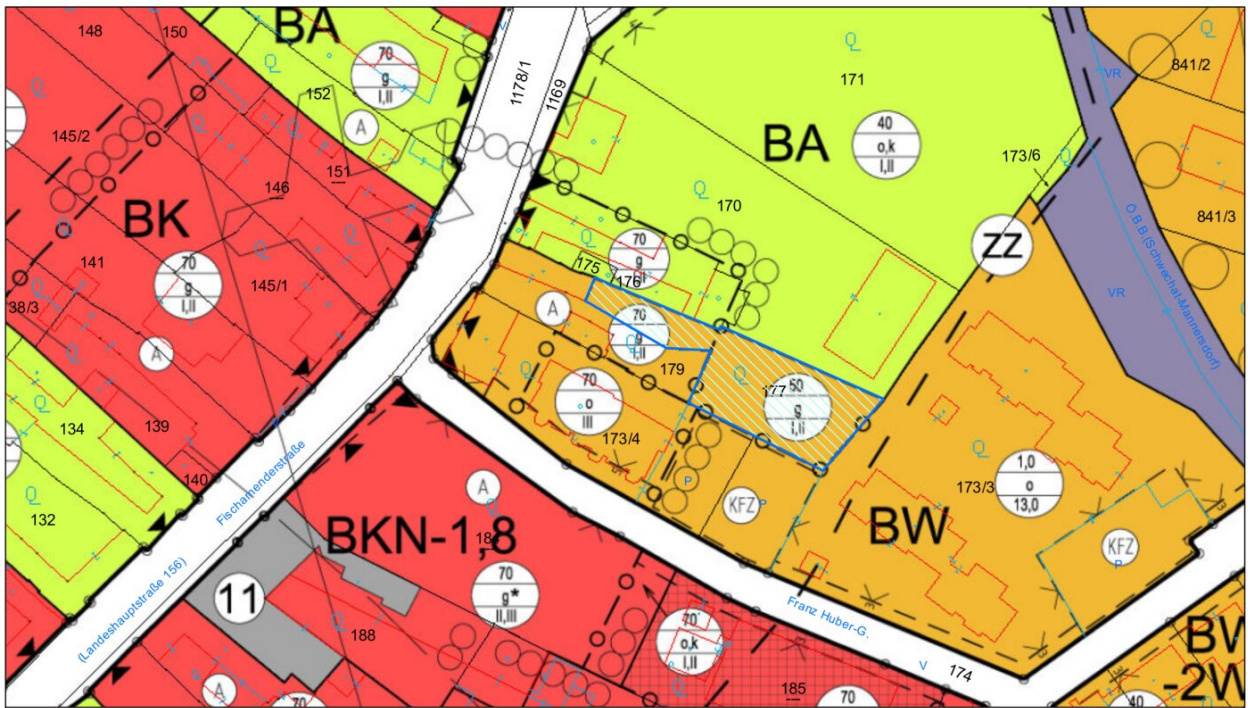 148
150
BA
70
g
I,II
152
A
145/2
151
146
BK
70
g
I,II
141
145/1
38/3
A
134
139
140
132
1178/1
1169
171
BA
40
o,k
I,II
170
173/6
VR
841/2
841/3
Ö.B.B.(Schwechat-Mannersdorf)
VR
ZZ
70
g
175
176
A
70
g
I,II
179
177
60
g
I,II
70
o
III
173/4
P
KFZ
P
173/3
1,0
o
13,0
BW
KFZ
P
Fischamenderstraße
(Landeshauptstraße 156)
A
BKN-1,8
70
g*
II,III
11
188
A
70
70
o,k
I,II
185
70
Franz Huber-G.
V
174
BW
-2W
40